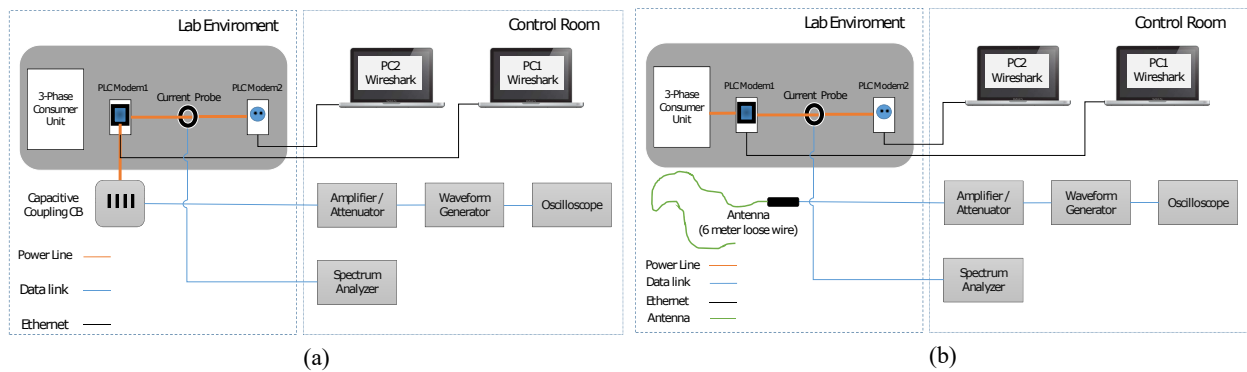 Lab Enviroment
Control Room
3-Phase
Consumer
Unit
PLC Modem1
Current Probe
PLC Modem2
PC2
Wireshark
PC1
Wireshark
Capacitive
Coupling CB
Amplifier /
Attenuator
Waveform
Generator
Oscilloscope
Power Line
Data link
Ethernet
Spectrum
Analyzer
(a)
Lab Enviroment
Control Room
3-Phase
Consumer
Unit
PLC Modem1
Current Probe
PLC Modem2
PC2
Wireshark
PC1
Wireshark
Antenna
(6 meter loose wire)
Amplifier /
Attenuator
Waveform
Generator
Oscilloscope
Power Line
Data link
Ethernet
Antenna
Spectrum
Analyzer
(b)